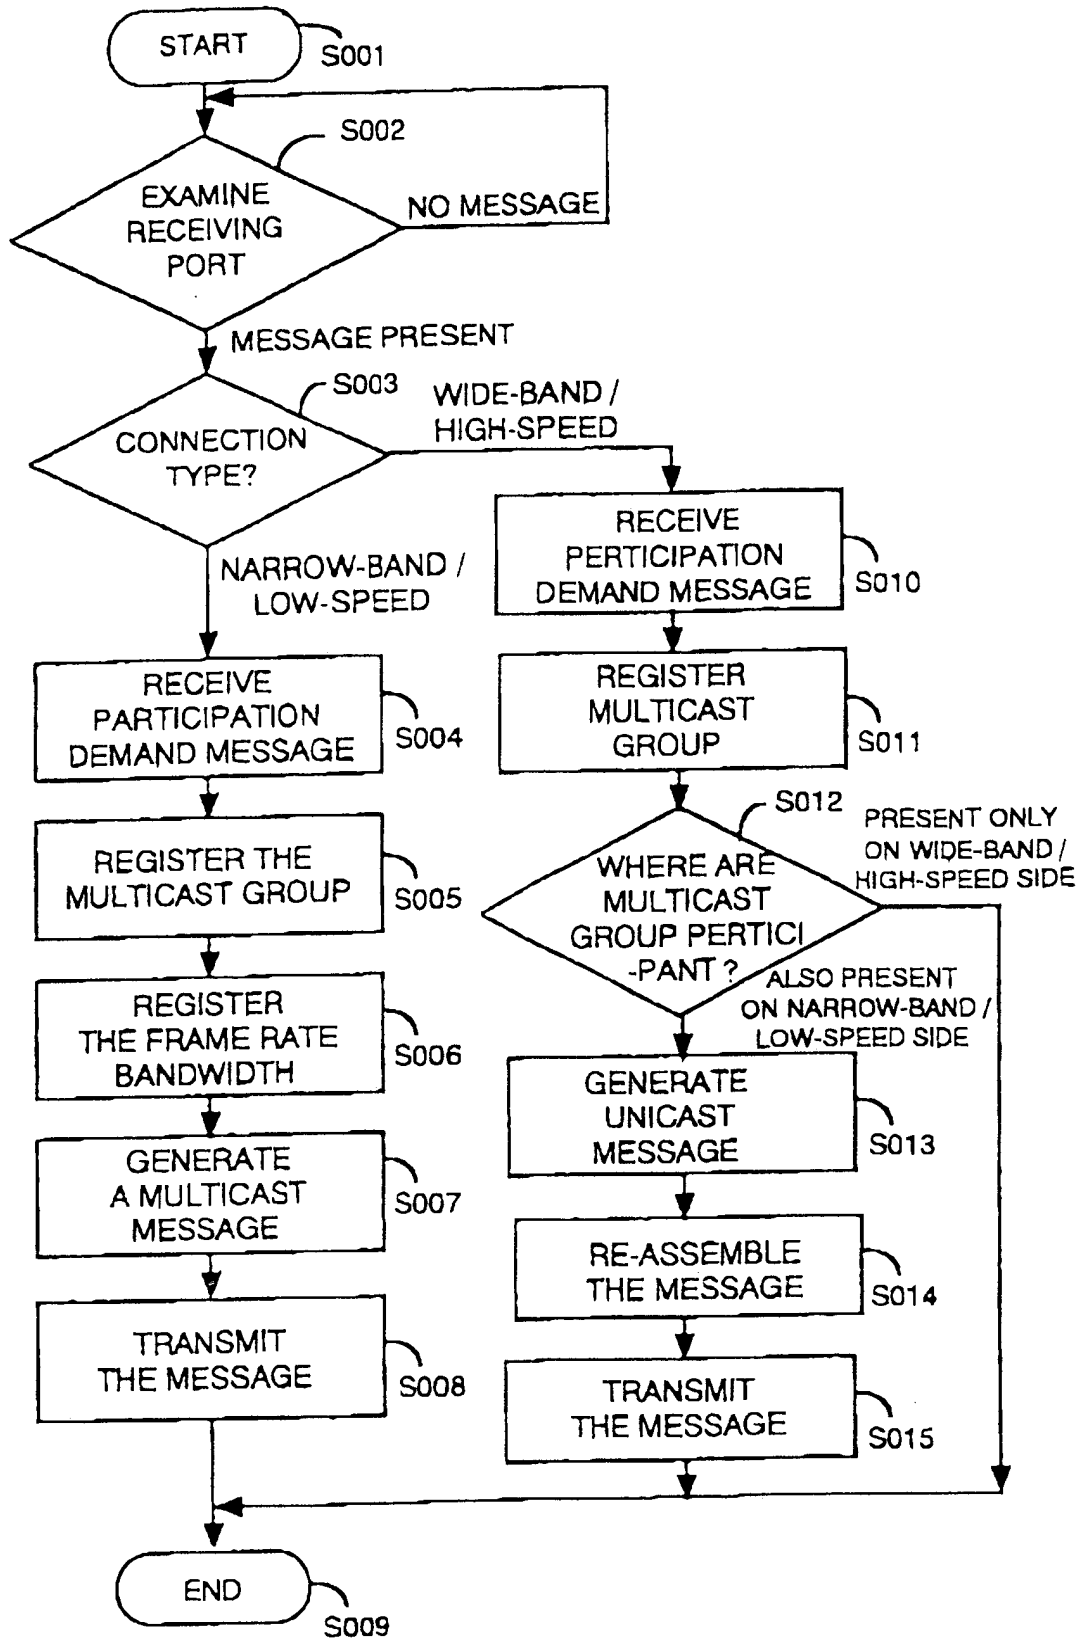 START
S001
S002
EXAMINE
RECEIVING
PORT
NO MESSAGE
MESSAGE PRESENT
S003
CONNECTION
TYPE?
WIDE-BAND /
HIGH-SPEED
NARROW-BAND /
LOW-SPEED
RECEIVE
PARTICIPATION
DEMAND MESSAGE
S004
REGISTER THE
MULTICAST GROUP
S005
REGISTER
THE FRAME RATE
BANDWIDTH
S006
GENERATE
A MULTICAST
MESSAGE
S007
TRANSMIT
THE MESSAGE
S008
RECEIVE
PERTICIPATION
DEMAND MESSAGE
S010
REGISTER
MULTICAST
GROUP
S011
S012
WHERE ARE
MULTICAST
GROUP PERTICI
-PANT ?
PRESENT ONLY
ON WIDE-BAND /
HIGH-SPEED SIDE
ALSO PRESENT
ON NARROW-BAND /
LOW-SPEED SIDE
GENERATE
UNICAST
MESSAGE
S013
RE-ASSEMBLE
THE MESSAGE
S014
TRANSMIT
THE MESSAGE
S015
END
S009